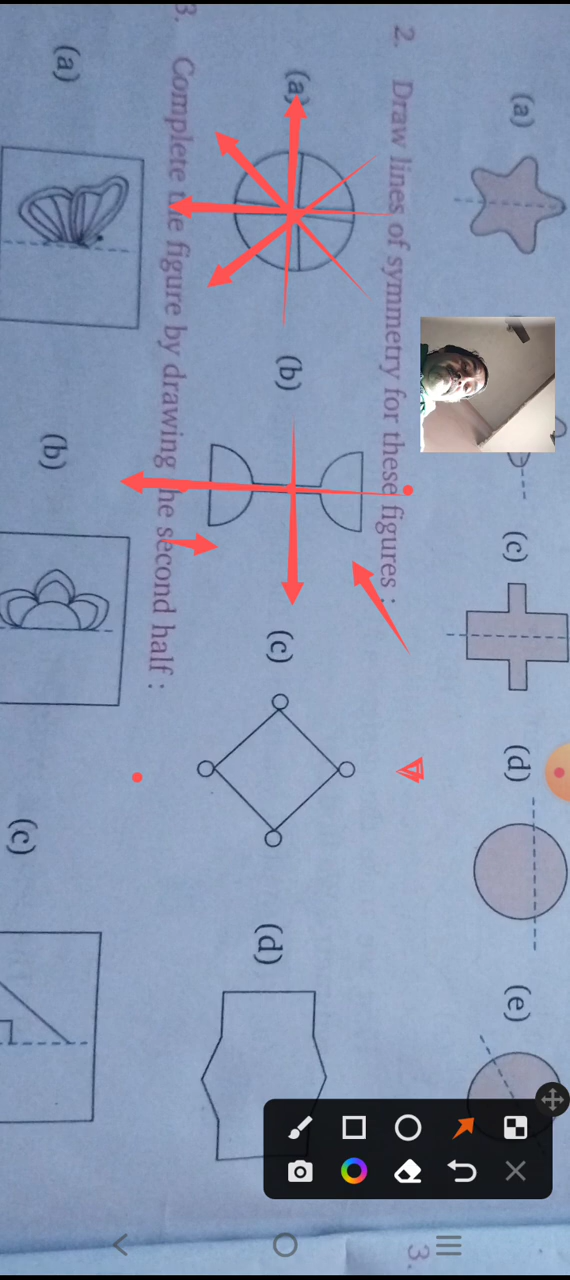 (a) (c) (d) (e)
2. Draw lines of symmetry for these figures :
(a) (b) (c) (d)
3. Complete the figure by drawing the second half :
(a) (b) (c)
3.